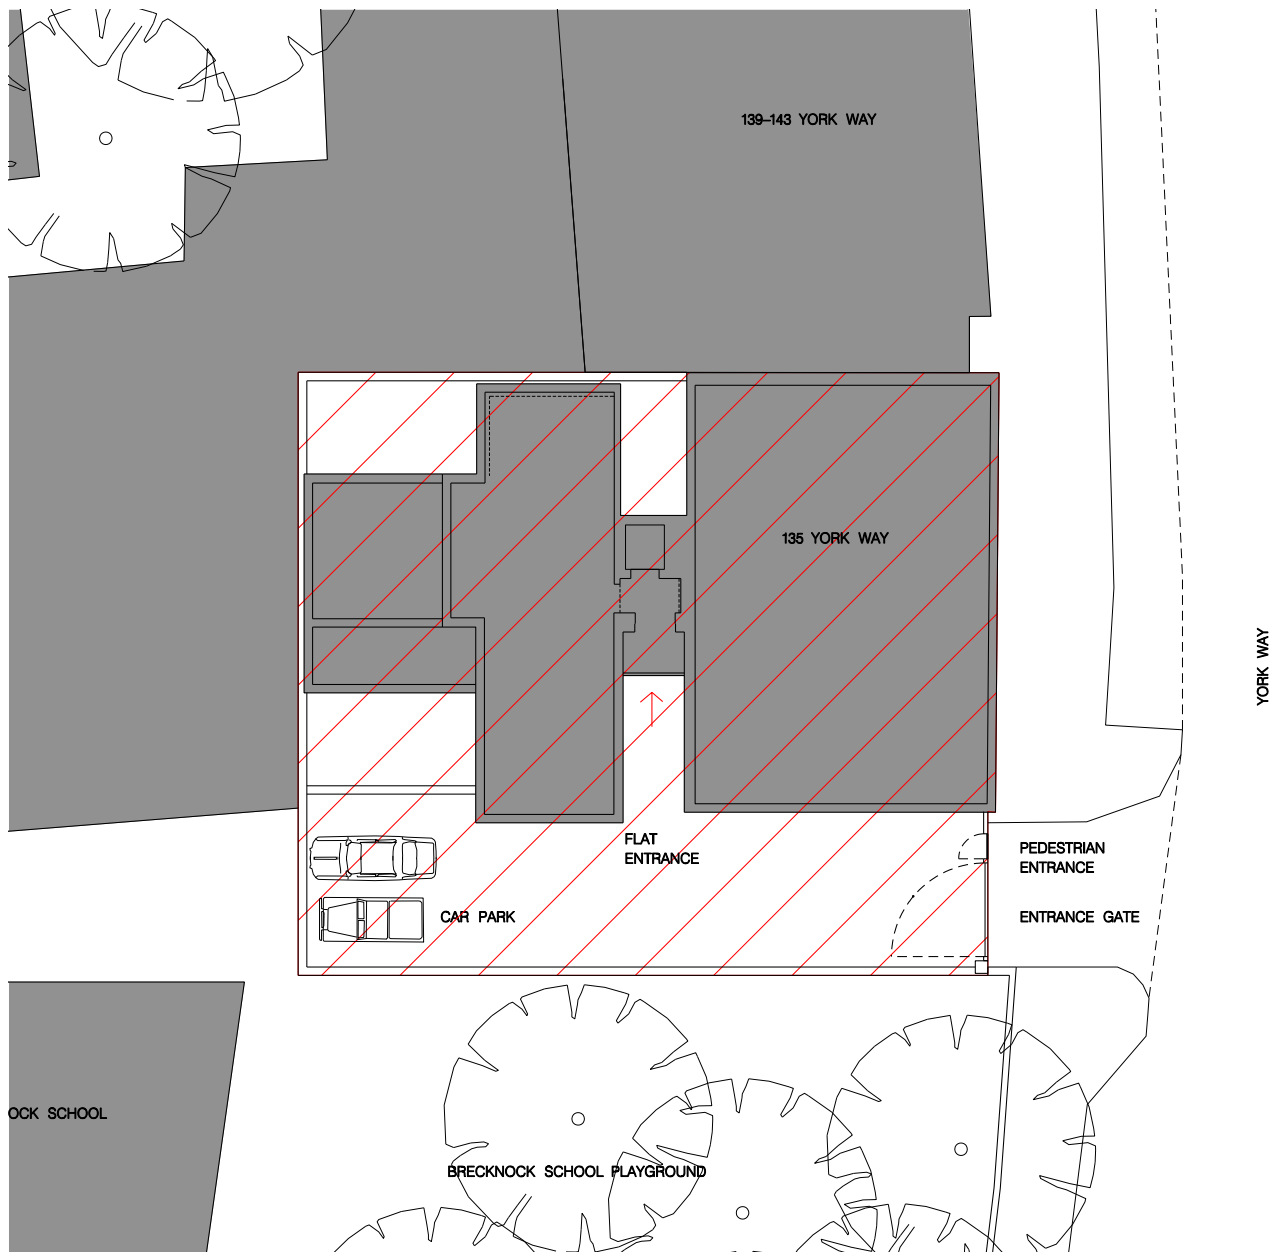 139–143 YORK WAY
135 YORK WAY
YORK WAY
FLAT
ENTRANCE
PEDESTRIAN
ENTRANCE
CAR PARK
ENTRANCE GATE
OCK SCHOOL
BRECKNOCK SCHOOL PLAYGROUND